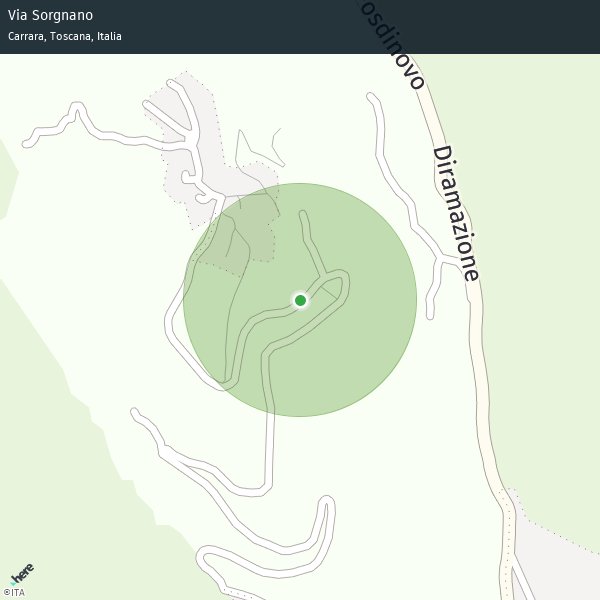 Via Sorgnano
Carrara, Toscana, Italia
osdinovo
Diramazione
here
©ITA